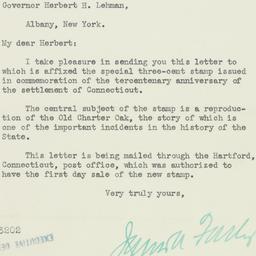 Governor Herbert H. Lehman,
Albany, New York.
My dear Herbert:
I take pleasure in sending you this letter to
which is affixed the special three-cent stamp issued
in commemoration of the tercentenary anniversary of
the settlement of Connecticut.
The central subject of the stamp is a reproduc-
tion of the Old Charter Oak, the story of which is
one of the important incidents in the history of the
State.
This letter is being mailed through the Hartford,
Connecticut, post office, which was authorized to
have the first day sale of the new stamp.
Very truly yours,
3202
EXECUTIVE